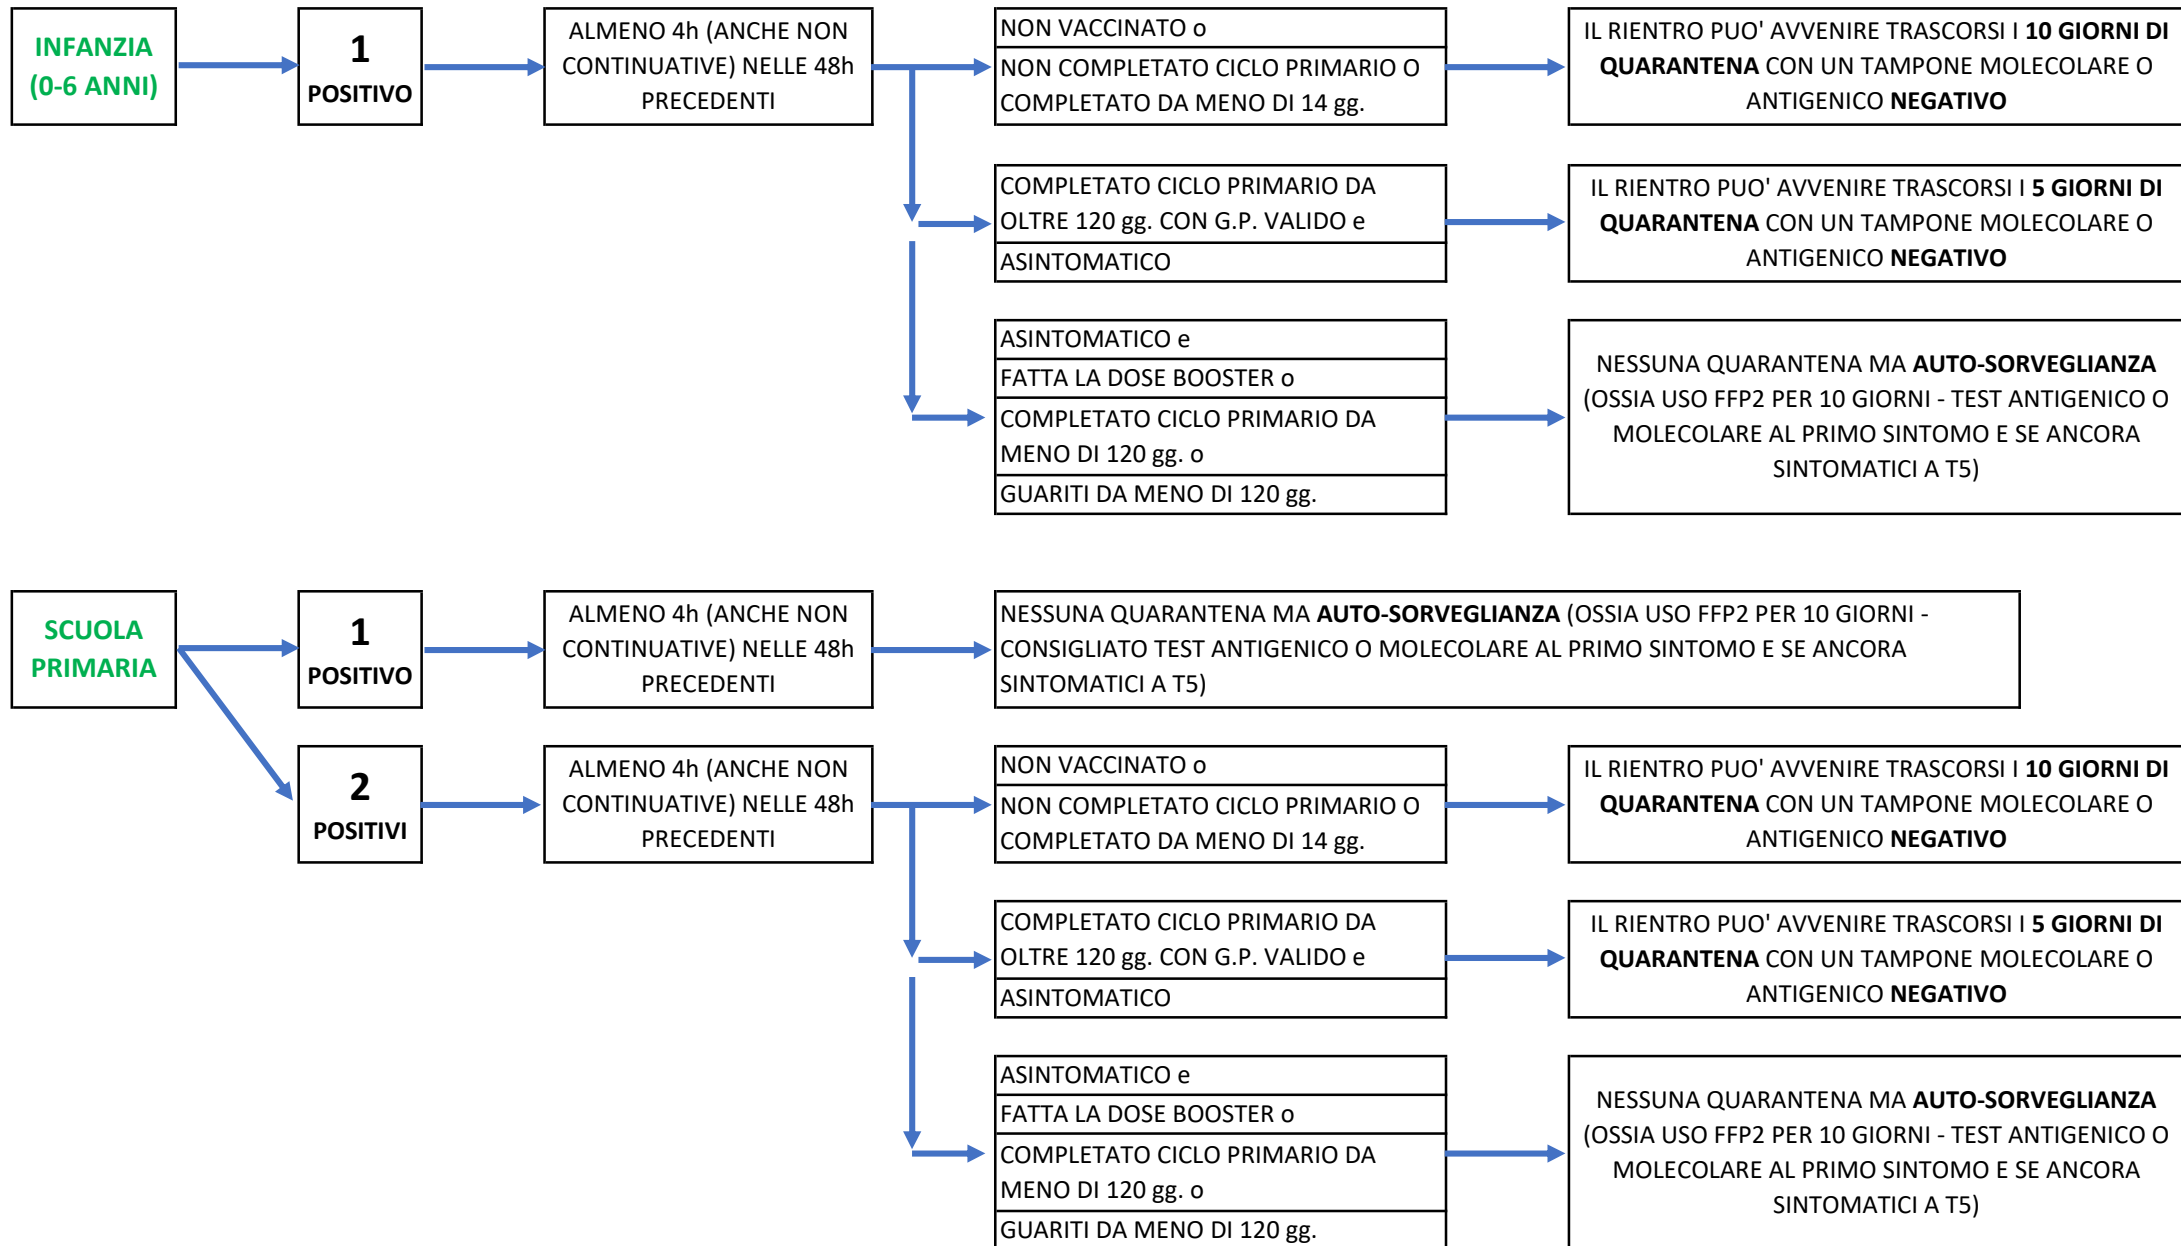 INFANZIA
(0-6 ANNI)
1
POSITIVO
ALMENO 4h (ANCHE NON
CONTINUATIVE) NELLE 48h
PRECEDENTI
NON VACCINATO o
NON COMPLETATO CICLO PRIMARIO O
COMPLETATO DA MENO DI 14 gg.
IL RIENTRO PUO' AVVENIRE TRASCORSI I 10 GIORNI DI
QUARANTENA CON UN TAMPONE MOLECOLARE O
ANTIGENICO NEGATIVO
COMPLETATO CICLO PRIMARIO DA
OLTRE 120 gg. CON G.P. VALIDO e
ASINTOMATICO
IL RIENTRO PUO' AVVENIRE TRASCORSI I 5 GIORNI DI
QUARANTENA CON UN TAMPONE MOLECOLARE O
ANTIGENICO NEGATIVO
ASINTOMATICO e
FATTA LA DOSE BOOSTER o
COMPLETATO CICLO PRIMARIO DA
MENO DI 120 gg. o
GUARITI DA MENO DI 120 gg.
NESSUNA QUARANTENA MA AUTO-SORVEGLIANZA
(OSSIA USO FFP2 PER 10 GIORNI - TEST ANTIGENICO O
MOLECOLARE AL PRIMO SINTOMO E SE ANCORA
SINTOMATICI A T5)
SCUOLA
PRIMARIA
1
POSITIVO
ALMENO 4h (ANCHE NON
CONTINUATIVE) NELLE 48h
PRECEDENTI
NESSUNA QUARANTENA MA AUTO-SORVEGLIANZA (OSSIA USO FFP2 PER 10 GIORNI -
CONSIGLIATO TEST ANTIGENICO O MOLECOLARE AL PRIMO SINTOMO E SE ANCORA
SINTOMATICI A T5)
2
POSITIVI
ALMENO 4h (ANCHE NON
CONTINUATIVE) NELLE 48h
PRECEDENTI
NON VACCINATO o
NON COMPLETATO CICLO PRIMARIO O
COMPLETATO DA MENO DI 14 gg.
IL RIENTRO PUO' AVVENIRE TRASCORSI I 10 GIORNI DI
QUARANTENA CON UN TAMPONE MOLECOLARE O
ANTIGENICO NEGATIVO
COMPLETATO CICLO PRIMARIO DA
OLTRE 120 gg. CON G.P. VALIDO e
ASINTOMATICO
IL RIENTRO PUO' AVVENIRE TRASCORSI I 5 GIORNI DI
QUARANTENA CON UN TAMPONE MOLECOLARE O
ANTIGENICO NEGATIVO
ASINTOMATICO e
FATTA LA DOSE BOOSTER o
COMPLETATO CICLO PRIMARIO DA
MENO DI 120 gg. o
GUARITI DA MENO DI 120 gg.
NESSUNA QUARANTENA MA AUTO-SORVEGLIANZA
(OSSIA USO FFP2 PER 10 GIORNI - TEST ANTIGENICO O
MOLECOLARE AL PRIMO SINTOMO E SE ANCORA
SINTOMATICI A T5)